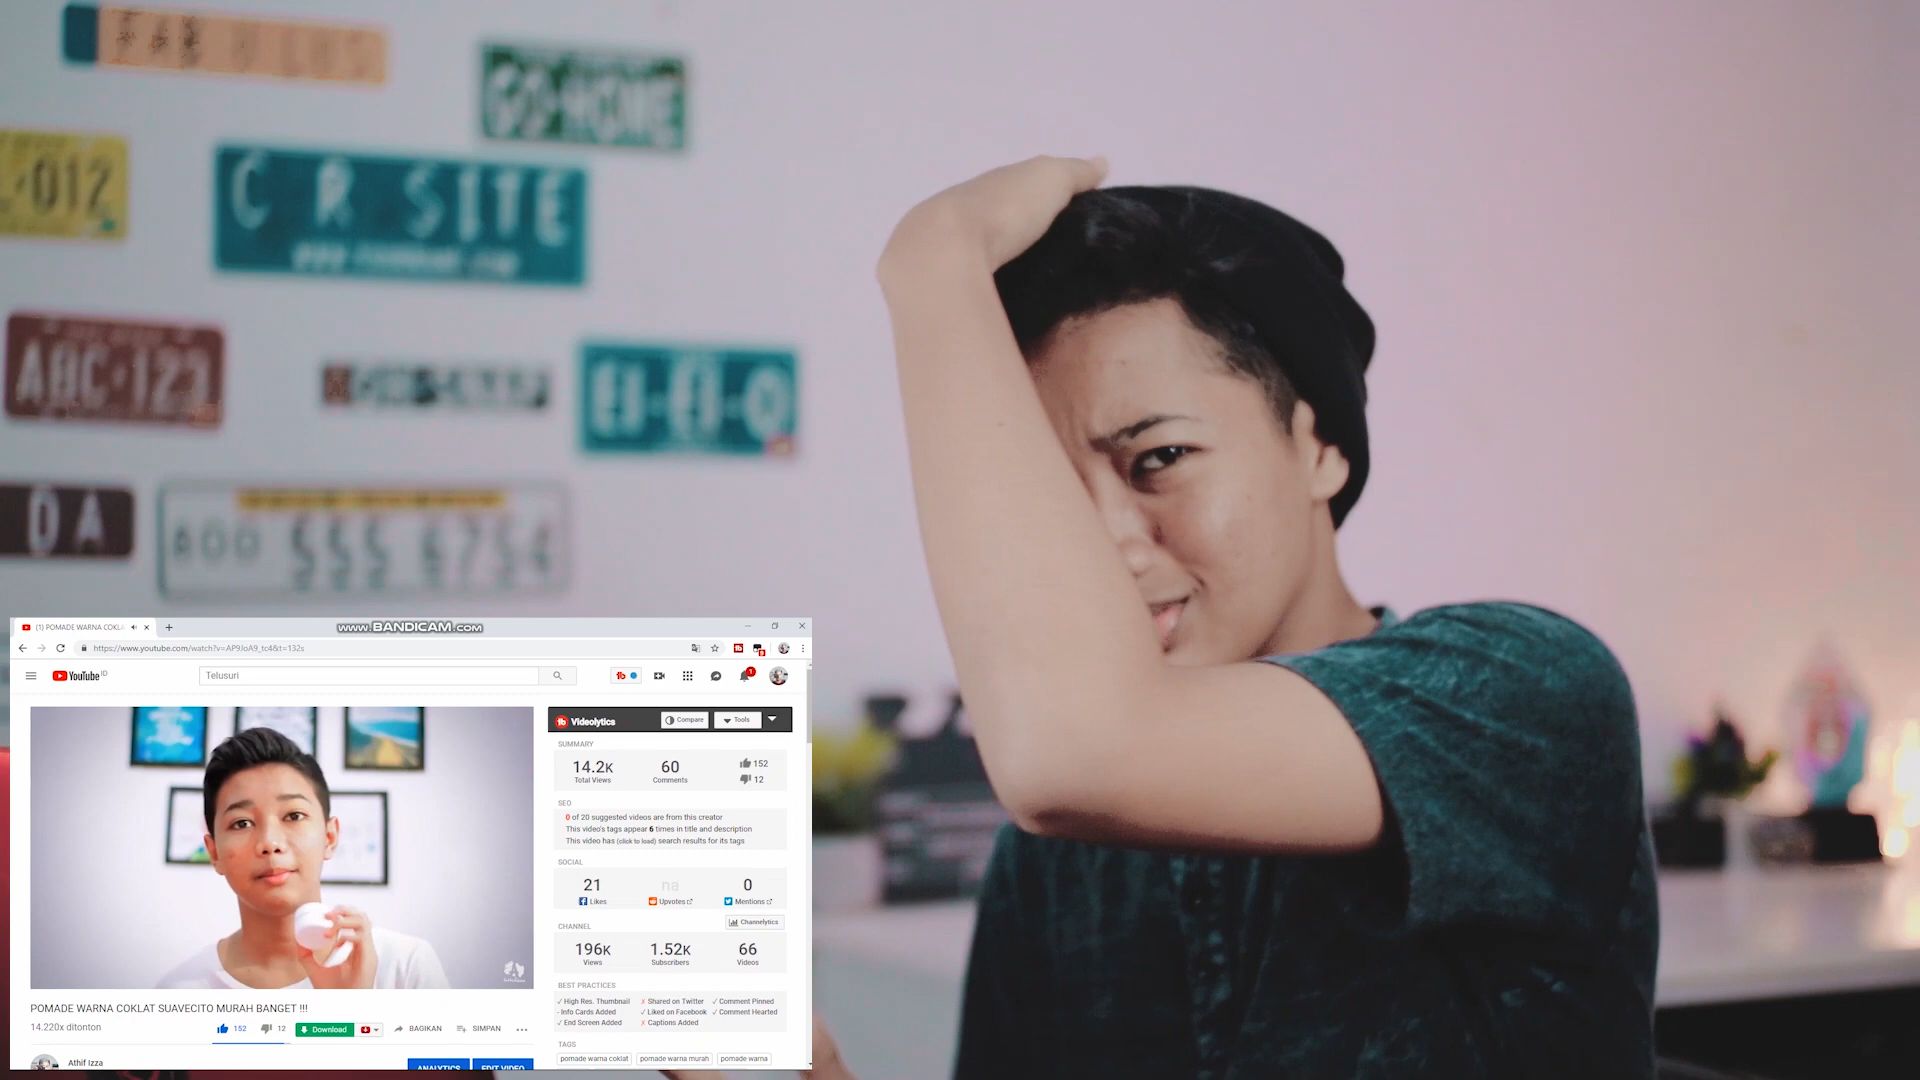 GO HOME
-012
C R SITE
ABC·123
EI-EI-O
D A
800 555 6754
(1) POMADE WARNA COKLA
www.BANDICAM.com
https://www.youtube.com/watch?v=AP9JoA9_tc4&t=132s
YouTube ID
Telusuri
tb
1
tb Videolytics
Compare
Tools
SUMMARY
14.2K
Total Views
60
Comments
152
12
SEO
0 of 20 suggested videos are from this creator
This video's tags appear 6 times in title and description
This video has (click to load) search results for its tags
SOCIAL
21
Likes
na
Upvotes
0
Mentions
Channelytics
CHANNEL
196K
Views
1.52K
Subscribers
66
Videos
BEST PRACTICES
✓ High Res. Thumbnail
✗ Shared on Twitter
✓ Comment Pinned
- Info Cards Added
✓ Liked on Facebook
✓ Comment Hearted
✓ End Screen Added
✗ Captions Added
TAGS
pomade warna coklat
pomade warna murah
pomade warna
POMADE WARNA COKLAT SUAVECITO MURAH BANGET !!!
14.220x ditonton
152
12
Download
BAGIKAN
SIMPAN
Athif Izza
ANALYTICS
EDIT VIDEO